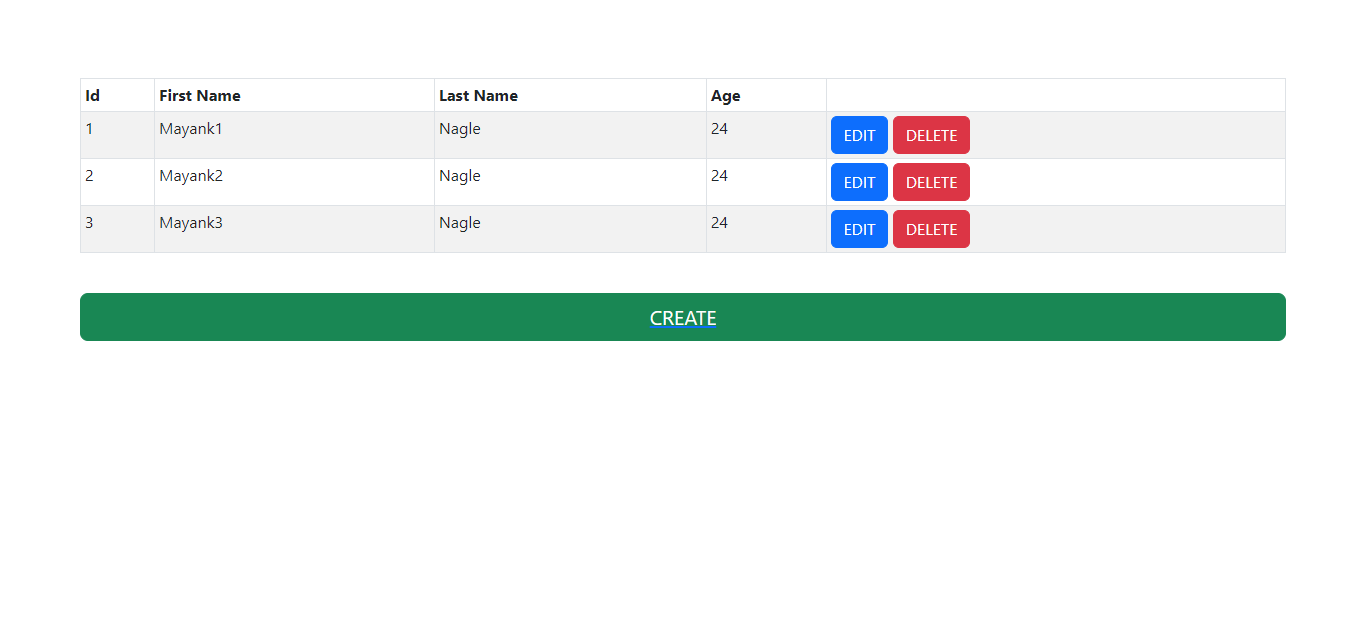 Id First Name Last Name Age
1 Mayank1 Nagle 24 EDIT DELETE
2 Mayank2 Nagle 24 EDIT DELETE
3 Mayank3 Nagle 24 EDIT DELETE
CREATE